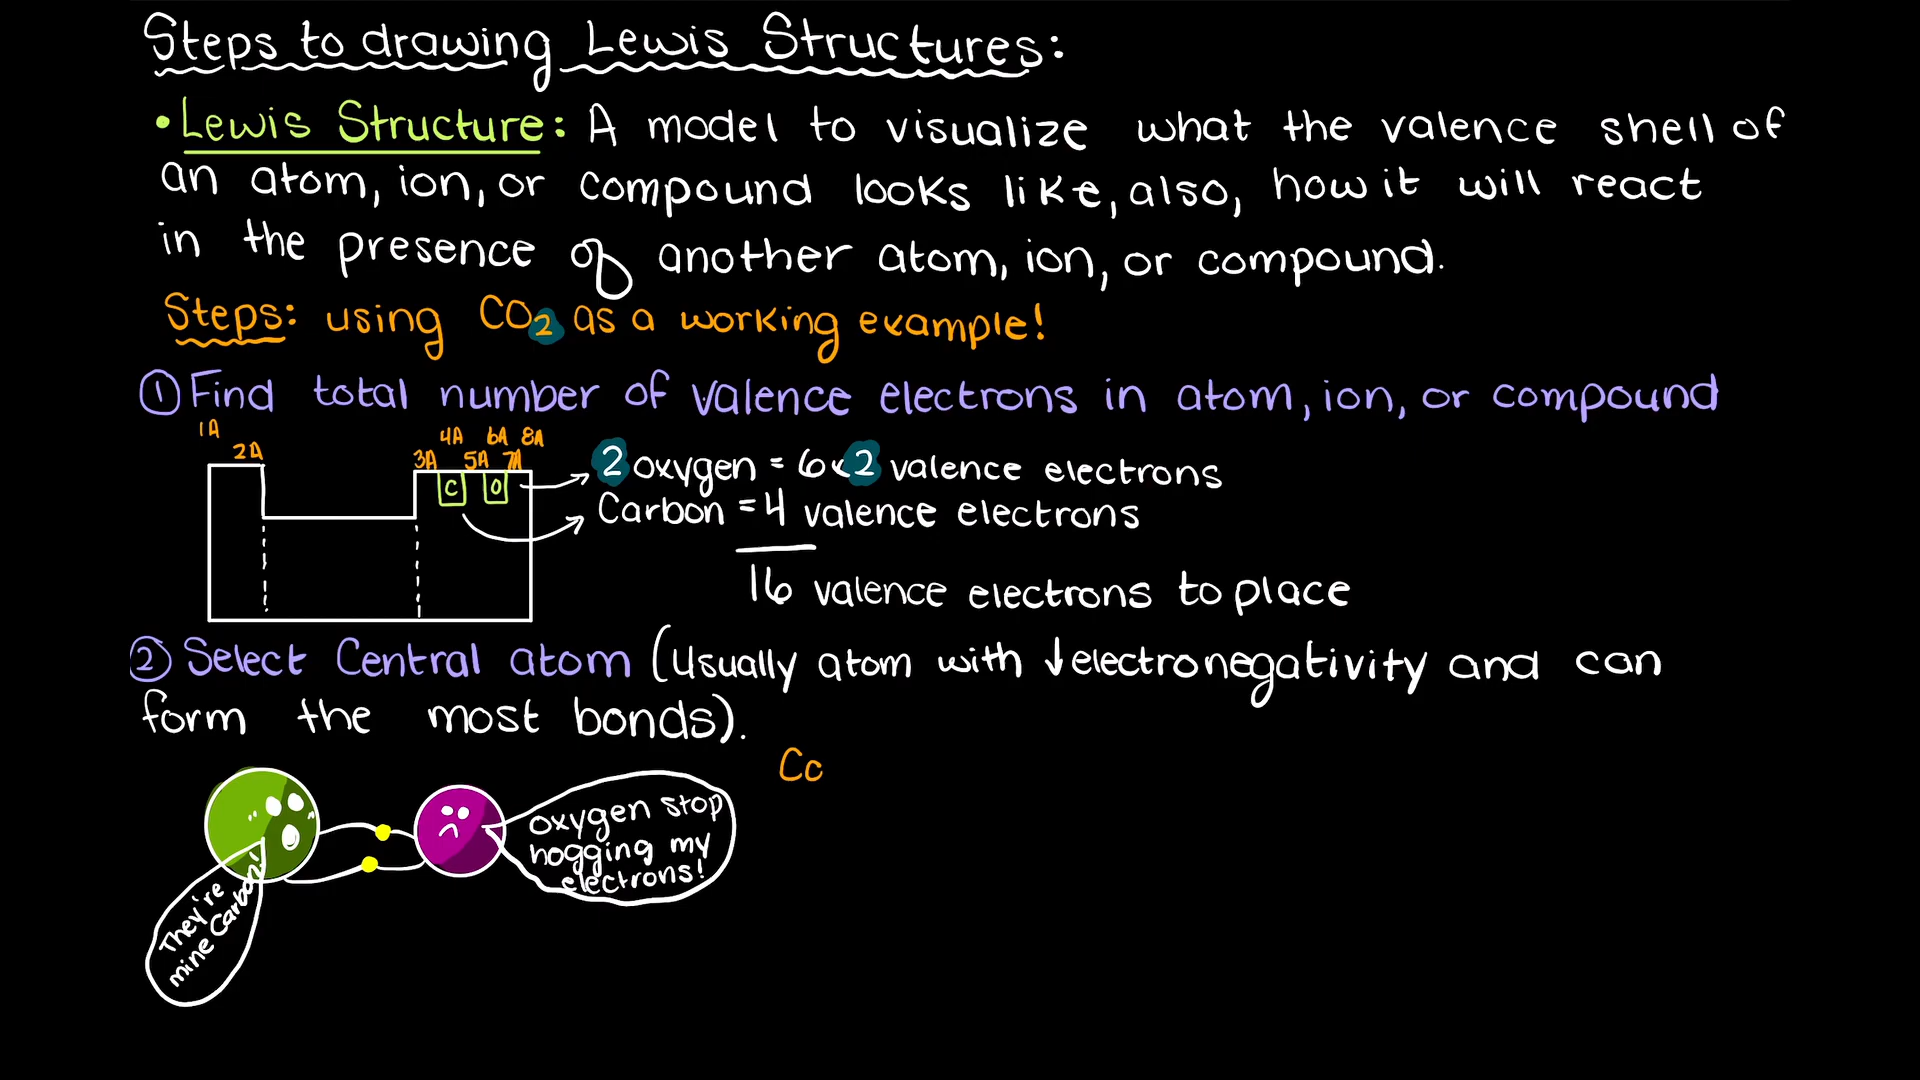 Steps to drawing Lewis Structures:
• Lewis Structure: A model to visualize what the valence shell of
an atom, ion, or compound looks like, also, how it will react
in the presence of another atom, ion, or compound.
Steps: using CO2 as a working example!
① Find total number of valence electrons in atom, ion, or compound
1A
2A
3A 4A 5A 6A 7A 8A
C O
2 oxygen = 6x2 valence electrons
Carbon = 4 valence electrons
16 valence electrons to place
② Select Central atom (Usually atom with ↓electronegativity and can
form the most bonds).
Co
oxygen stop
hogging my
electrons!
They're
mine Carbon!